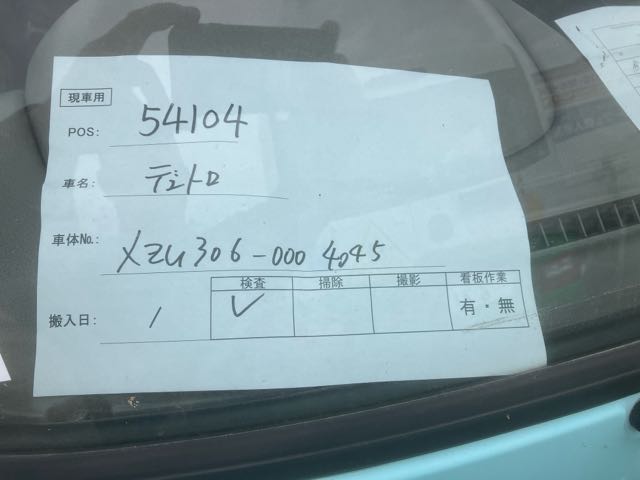 現車用
POS: 54104
車名: デュトロ
車体No.: XZU306-000 4045
検査 掃除 撮影 看板作業
搬入日: / ✓ 有・無